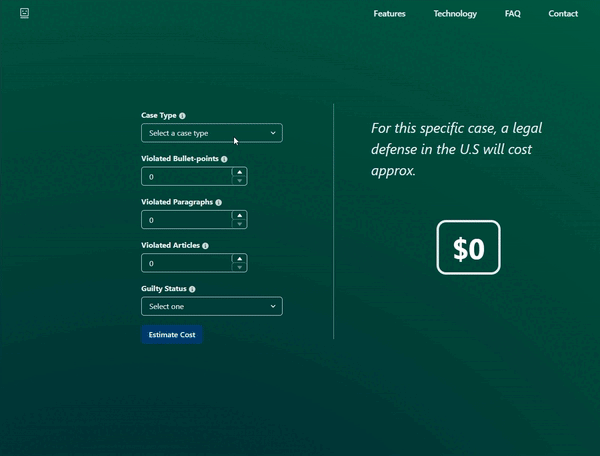 Features
Technology
FAQ
Contact
Case Type
Select a case type
Violated Bullet-points
0
Violated Paragraphs
0
Violated Articles
0
Guilty Status
Select one
Estimate Cost
For this specific case, a legal
defense in the U.S will cost
approx.
$0